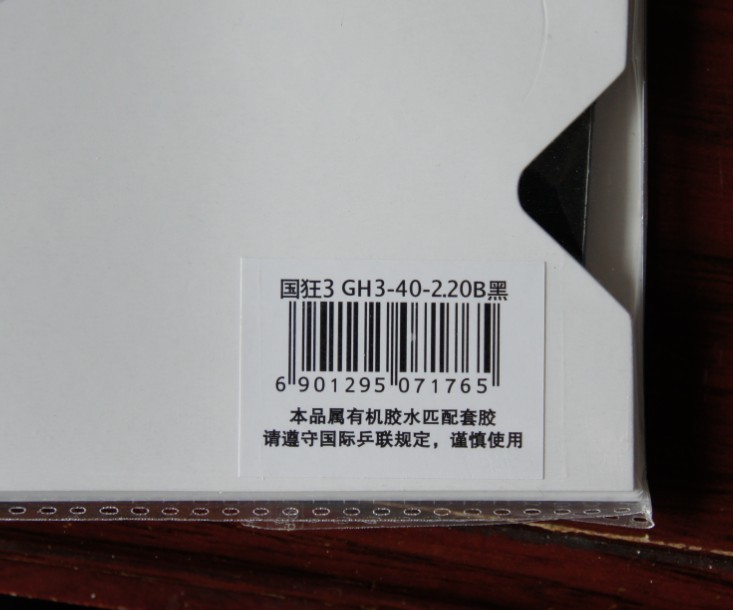 国狂3 GH3-40-2.20B黑
6 901295 071765
本品属有机胶水匹配套胶
请遵守国际乒联规定，谨慎使用